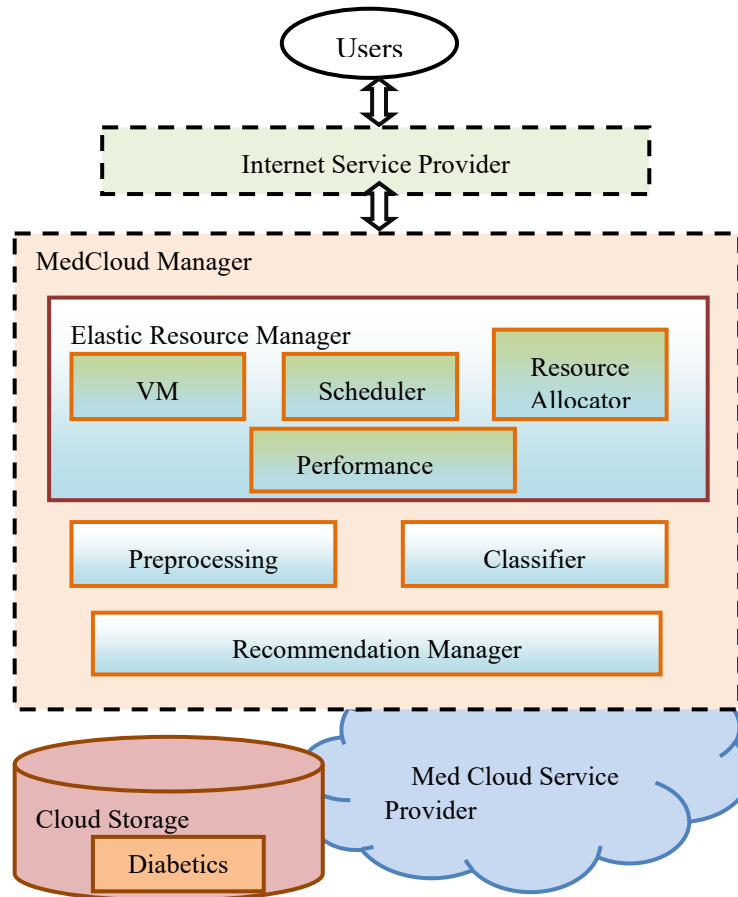 Users
Internet Service Provider
MedCloud Manager
Elastic Resource Manager
VM
Scheduler
Resource
Allocator
Performance
Preprocessing
Classifier
Recommendation Manager
Med Cloud Service
Provider
Cloud Storage
Diabetics